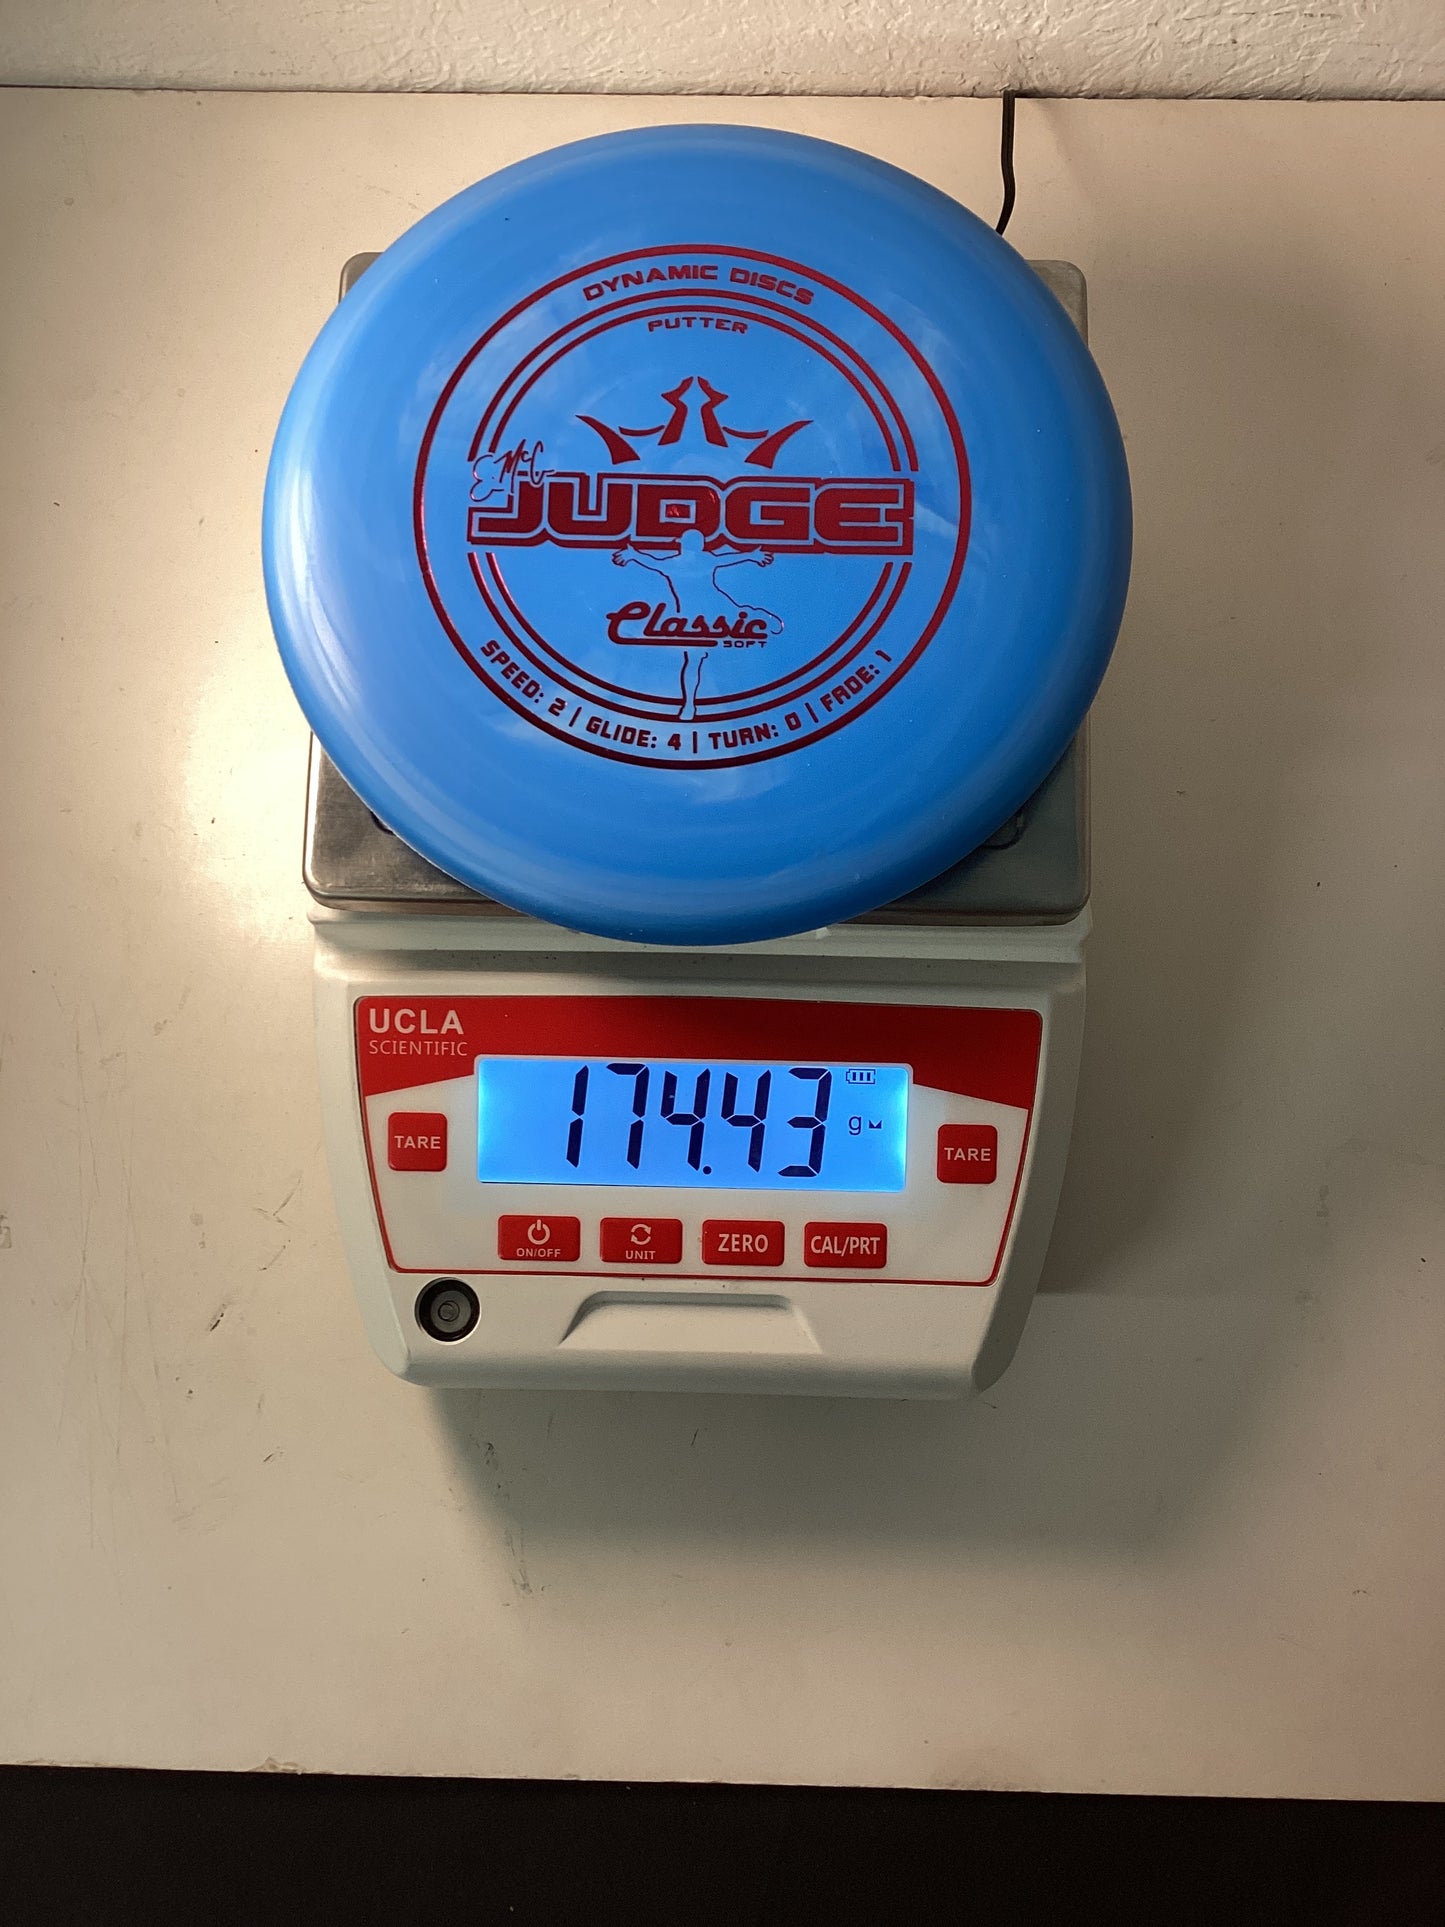 DYNAMIC DISCS
PUTTER
E McC
JUDGE
Classic
SOFT
SPEED: 2 | GLIDE: 4 | TURN: 0 | FADE: 1
UCLA
SCIENTIFIC
174.43
g
TARE
TARE
ON/OFF
UNIT
ZERO
CAL/PRT